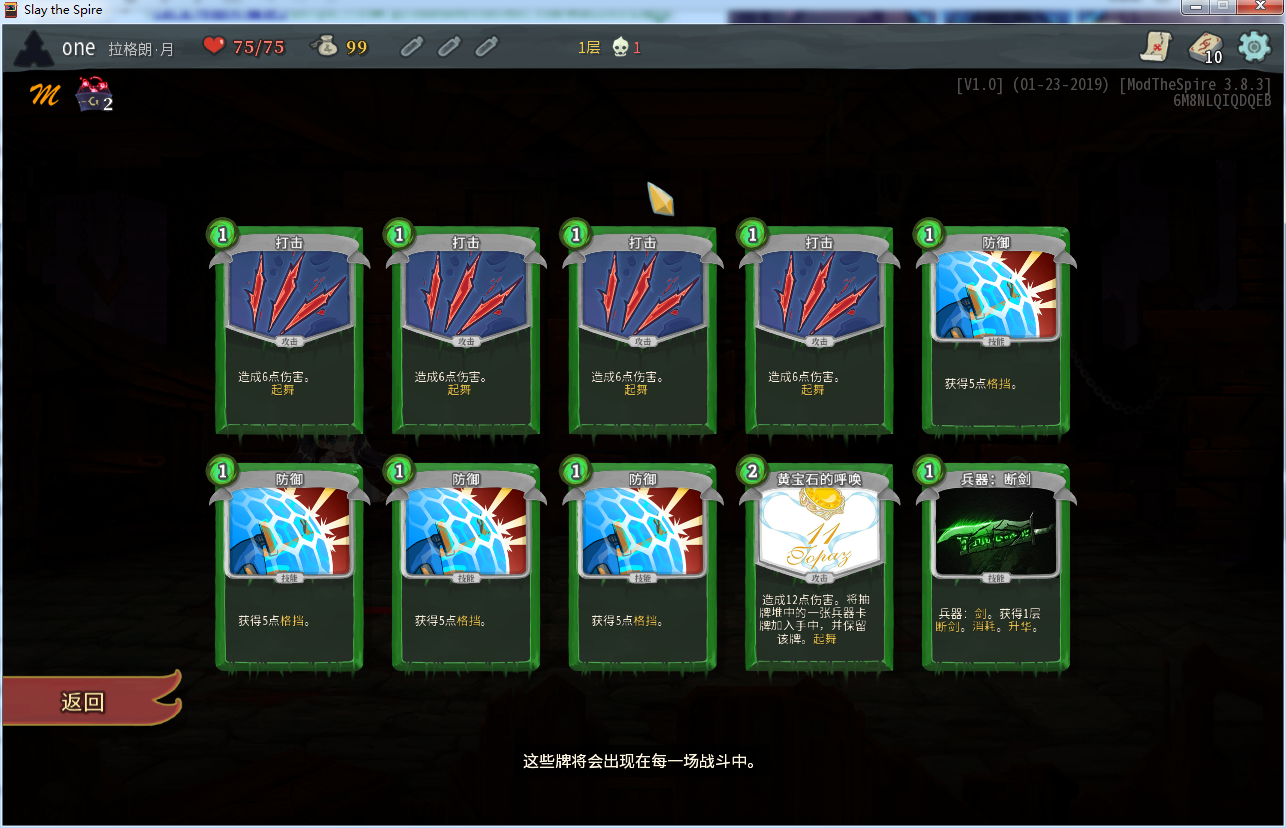 Slay the Spire
one 拉格朗·月 75/75 99 1层 1 10
[V1.0] (01-23-2019) [ModTheSpire 3.8.3]
6M8NLQIQDQEB
2
1 打击
攻击
造成6点伤害。
起舞
1 打击
攻击
造成6点伤害。
起舞
1 打击
攻击
造成6点伤害。
起舞
1 打击
攻击
造成6点伤害。
起舞
1 防御
技能
获得5点格挡。
1 防御
技能
获得5点格挡。
1 防御
技能
获得5点格挡。
1 防御
技能
获得5点格挡。
2 黄宝石的呼唤
11
Topaz
攻击
造成12点伤害。将抽
牌堆中的一张兵器卡
牌加入手中，并保留
该牌。起舞
1 兵器：断剑
技能
兵器：剑。获得1层
断剑。消耗。升华。
返回
这些牌将会出现在每一场战斗中。